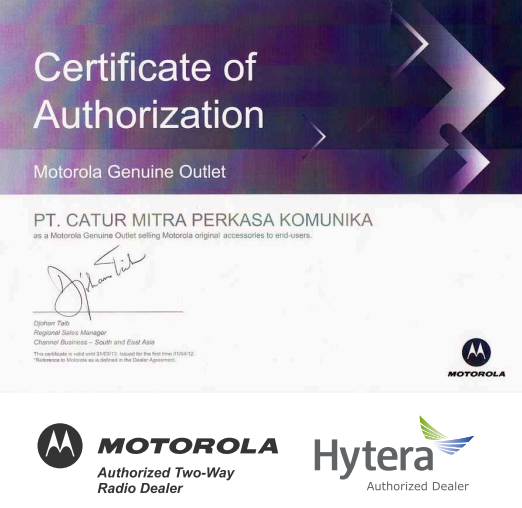 Certificate of
Authorization
Motorola Genuine Outlet
PT. CATUR MITRA PERKASA KOMUNIKA
as a Motorola Genuine Outlet selling Motorola original accessories to end-users.
Djohan Taib
Djohan Taib
Regional Sales Manager
Channel Business – South and East Asia
This certificate is valid until 30/03/13. Issued for the first time 01/04/12.
*Reference to Motorola as is defined in the Dealer Agreement.
MOTOROLA
MOTOROLA
Authorized Two-Way
Radio Dealer
Hytera
Authorized Dealer